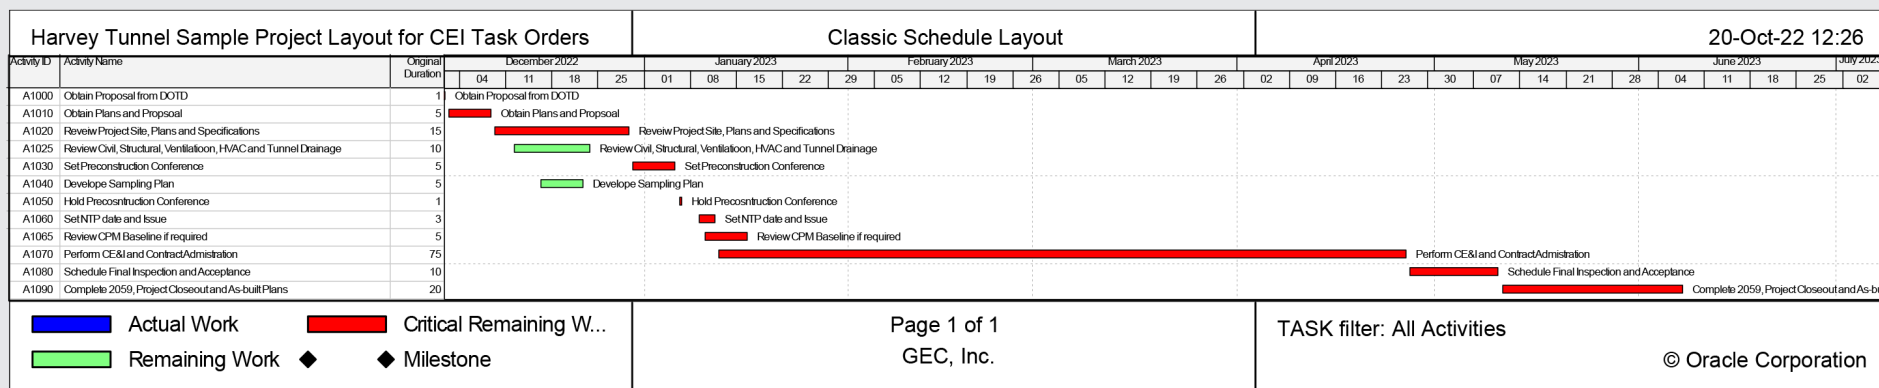 Harvey Tunnel Sample Project Layout for CEI Task Orders
Classic Schedule Layout
20-Oct-22 12:26
Activity ID Activity Name Original Duration
December 2022 January 2023 February 2023 March 2023 April 2023 May 2023 June 2023 July 2023
04 11 18 25 01 08 15 22 29 05 12 19 26 05 12 19 26 02 09 16 23 30 07 14 21 28 04 11 18 25 02
A1000 Obtain Proposal from DOTD 1 Obtain Proposal from DOTD
A1010 Obtain Plans and Propsoal 5 Obtain Plans and Propsoal
A1020 Reveiw Project Site, Plans and Specifications 15 Reveiw Project Site, Plans and Specifications
A1025 Review Civil, Structural, Ventilatioon, HVAC and Tunnel Drainage 10 Review Civil, Structural, Ventilatioon, HVAC and Tunnel Drainage
A1030 Set Preconstruction Conference 5 Set Preconstruction Conference
A1040 Develope Sampling Plan 5 Develope Sampling Plan
A1050 Hold Precosntruction Conference 1 Hold Precosntruction Conference
A1060 Set NTP date and Issue 3 Set NTP date and Issue
A1065 Review CPM Baseline if required 5 Review CPM Baseline if required
A1070 Perform CE&I and Contract Admistration 75 Perform CE&I and Contract Admistration
A1080 Schedule Final Inspection and Acceptance 10 Schedule Final Inspection and Acceptance
A1090 Complete 2059, Project Closeout and As-built Plans 20 Complete 2059, Project Closeout and As-bu
Actual Work
Critical Remaining W...
Remaining Work
Milestone
Page 1 of 1
GEC, Inc.
TASK filter: All Activities
© Oracle Corporation